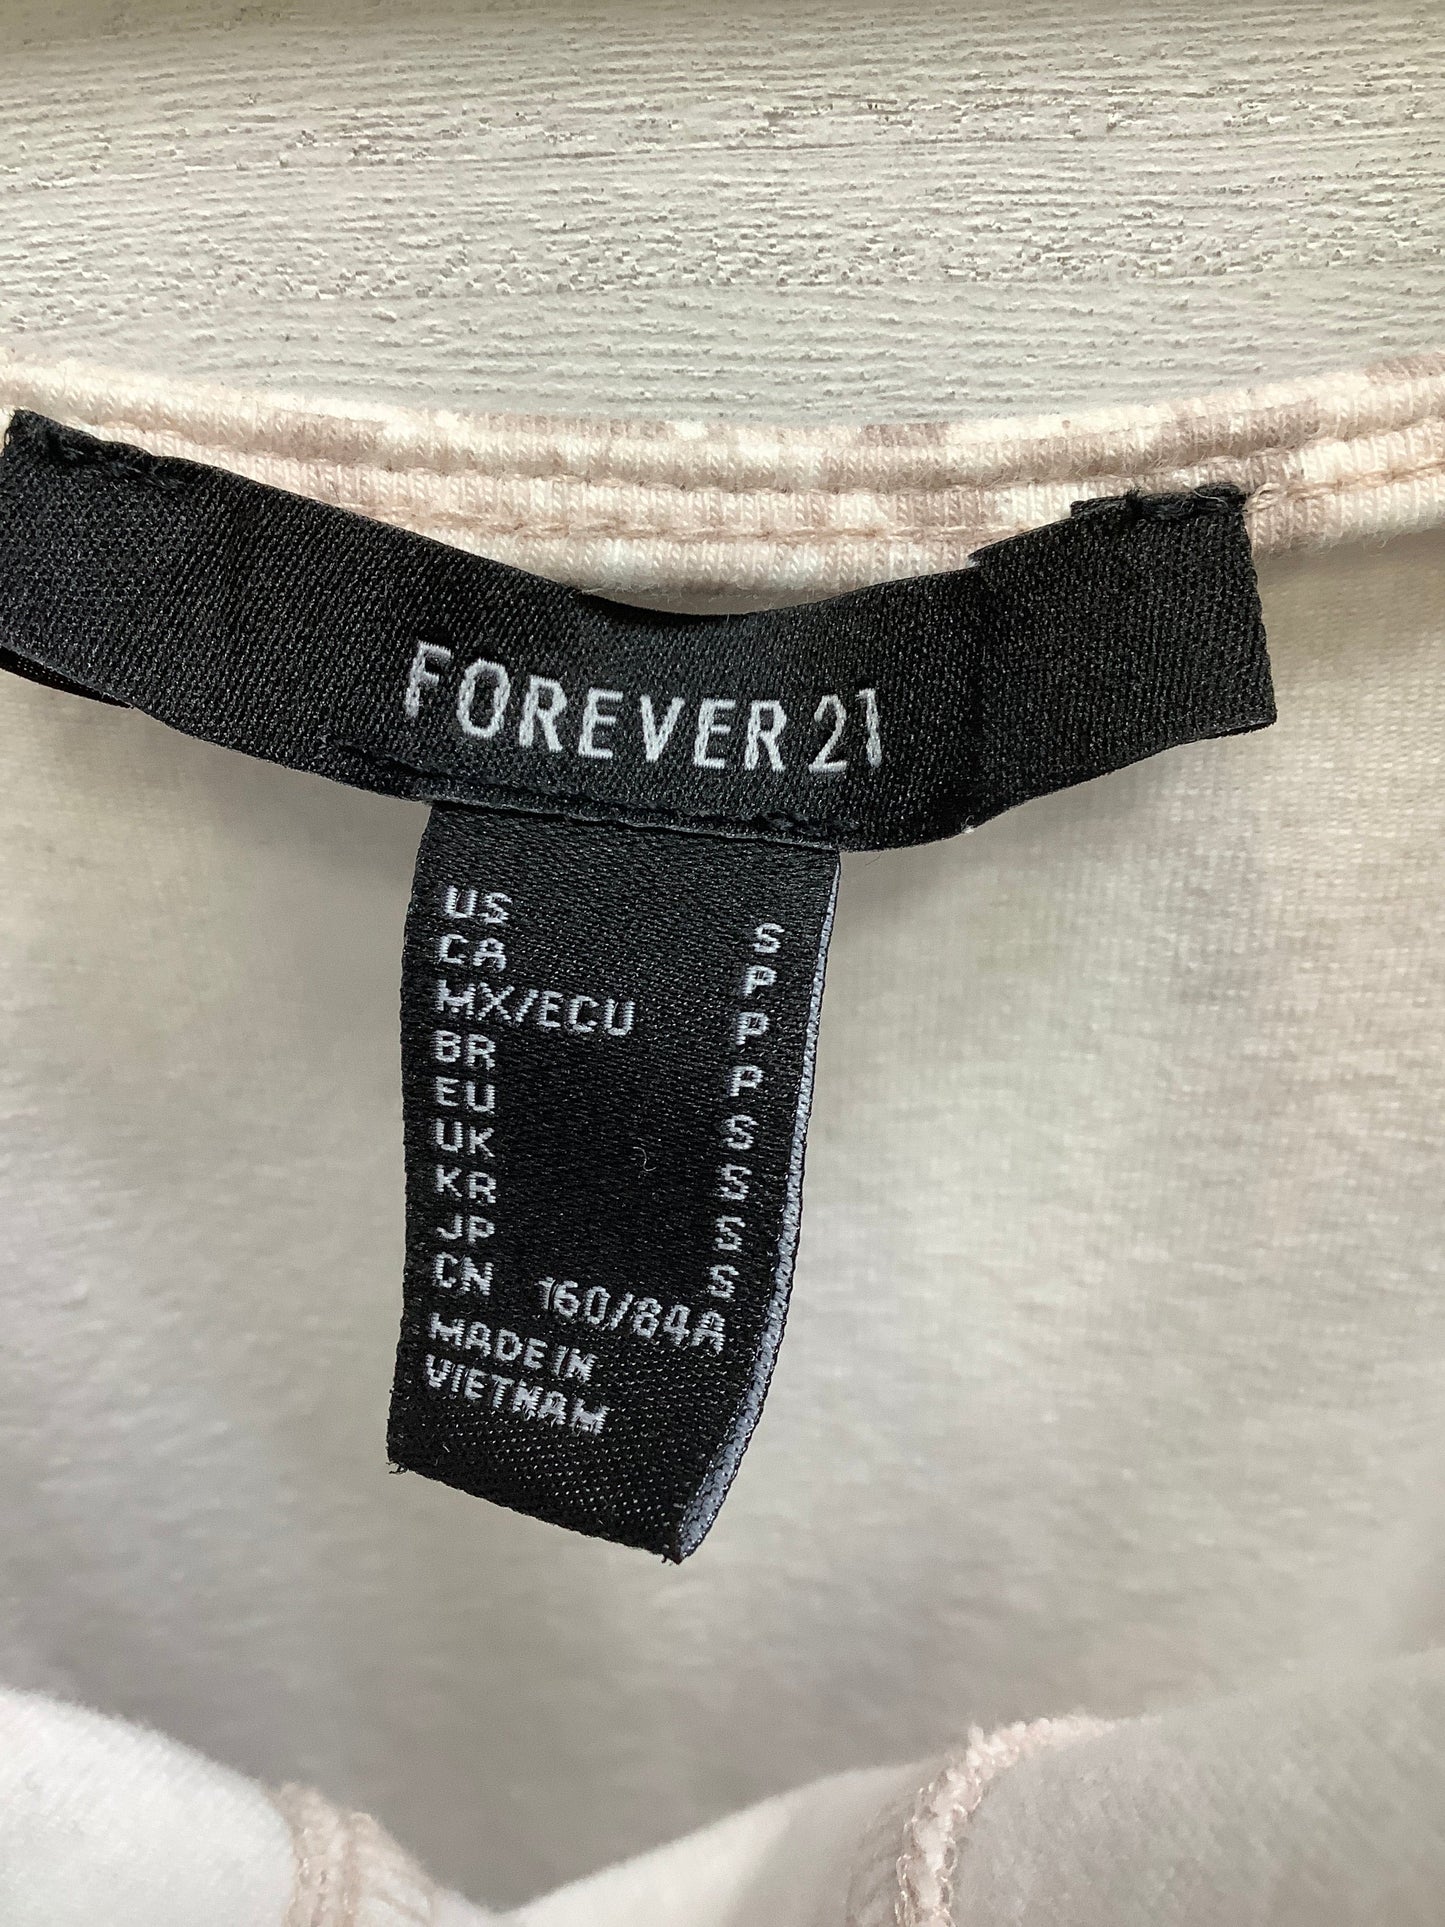 FOREVER 21
US S
CA P
MX/ECU P
BR P
EU S
UK S
KR S
JP S
CN 160/84A
MADE IN
VIETNAM